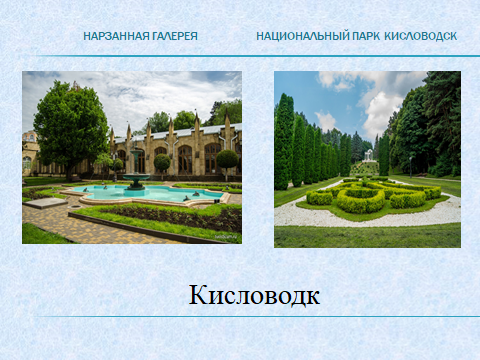 НАРЗАННАЯ ГАЛЕРЕЯ
НАЦИОНАЛЬНЫЙ ПАРК КИСЛОВОДСК
Кисловодк